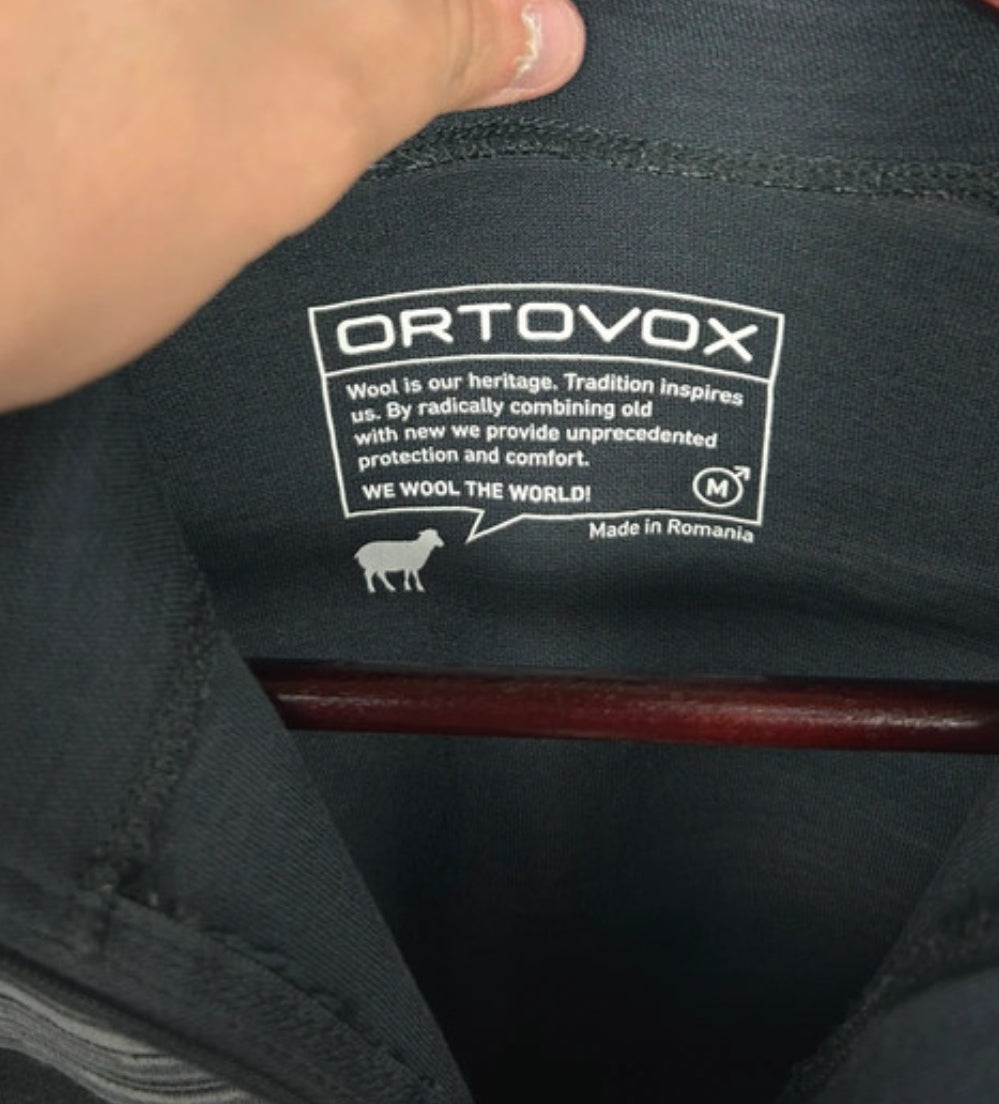 ORTOVOX
Wool is our heritage. Tradition inspires
us. By radically combining old
with new we provide unprecedented
protection and comfort.
WE WOOL THE WORLD!
M
Made in Romania